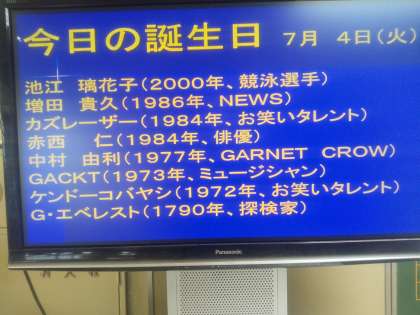 今日の誕生日 7月 4日(火)
池江 璃花子(2000年、競泳選手)
増田 貴久(1986年、NEWS)
カズレーザー(1984年、お笑いタレント)
赤西 仁(1984年、俳優)
中村 由利(1977年、GARNET CROW)
GACKT(1973年、ミュージシャン)
ケンドーコバヤシ(1972年、お笑いタレント)
G・エベレスト(1790年、探検家)
Panasonic